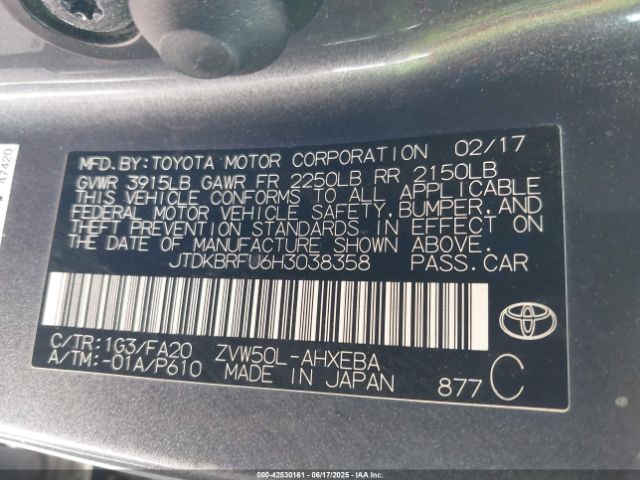 47420
MFD.BY:TOYOTA MOTOR CORPORATION 02/17
GVWR 3915LB GAWR FR 2250LB RR 2150LB
THIS VEHICLE CONFORMS TO ALL APPLICABLE
FEDERAL MOTOR VEHICLE SAFETY,BUMPER,AND
THEFT PREVENTION STANDARDS IN EFFECT ON
THE DATE OF MANUFACTURE SHOWN ABOVE.
JTDKBRFU6H3038358 PASS.CAR
C/TR:1G3/FA20 ZVW50L-AHXEBA
A/TM:-01A/P610 MADE IN JAPAN 877 C
000-42530161 | 06/17/2025 | IAAI.COM